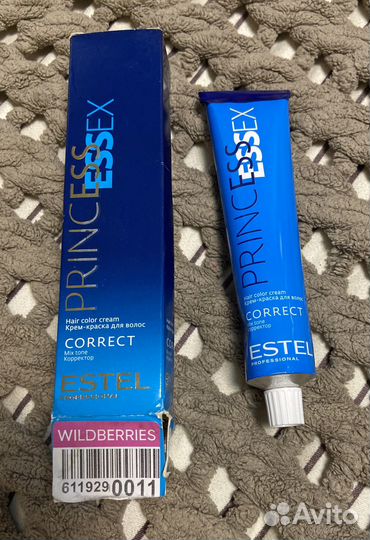 PRINCESS
ESSEX
Hair color cream
Крем-краска для волос
CORRECT
Mix tone
Корректор
ESTEL
PROFESSIONAL
WILDBERRIES
611929 0011
PRINCESS
ESSEX
Hair color cream
Крем-краска для волос
CORRECT
Mix tone
Корректор
ESTEL
PROFESSIONAL
Avito